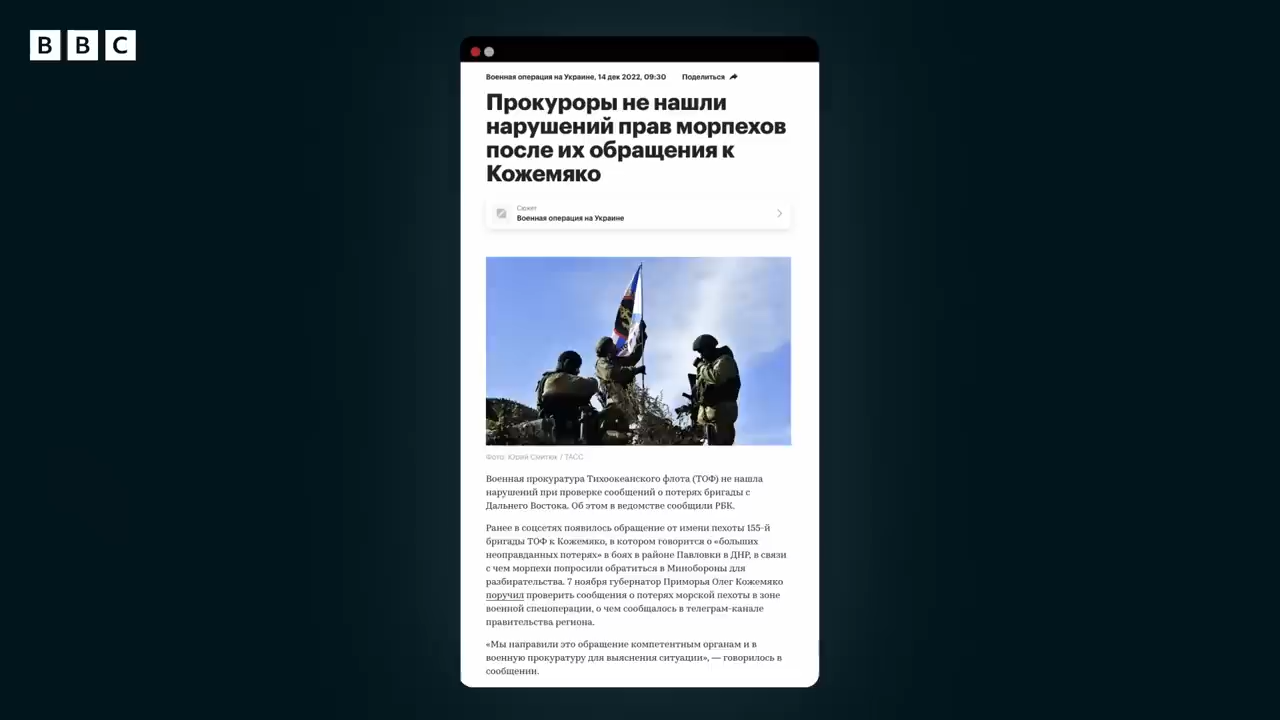 BBC
Военная операция на Украине, 14 дек 2022, 09:30 Поделиться
Прокуроры не нашли
нарушений прав морпехов
после их обращения к
Кожемяко
Сюжет
Военная операция на Украине
Фото: Юрий Смитюк / ТАСС
Военная прокуратура Тихоокеанского флота (ТОФ) не нашла
нарушений при проверке сообщений о потерях бригады с
Дальнего Востока. Об этом в ведомстве сообщили РБК.
Ранее в соцсетях появилось обращение от имени пехоты 155-й
бригады ТОФ к Кожемяко, в котором говорится о «больших
неоправданных потерях» в боях в районе Павловки в ДНР, в связи
с чем морпехи попросили обратиться в Минобороны для
разбирательства. 7 ноября губернатор Приморья Олег Кожемяко
поручил проверить сообщения о потерях морской пехоты в зоне
военной спецоперации, о чем сообщалось в телеграм-канале
правительства региона.
«Мы направили это обращение компетентным органам и в
военную прокуратуру для выяснения ситуации», — говорилось в
сообщении.